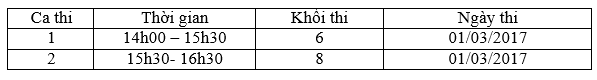 Ca thi Thời gian Khôi thi Ngày thi
1 14h00 – 15h30 6 01/03/2017
2 15h30- 16h30 8 01/03/2017